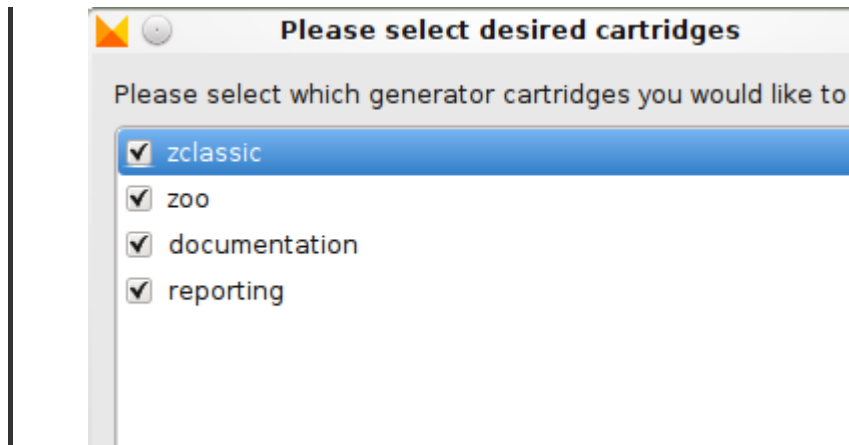 Please select desired cartridges
Please select which generator cartridges you would like to
zclassic
zoo
documentation
reporting